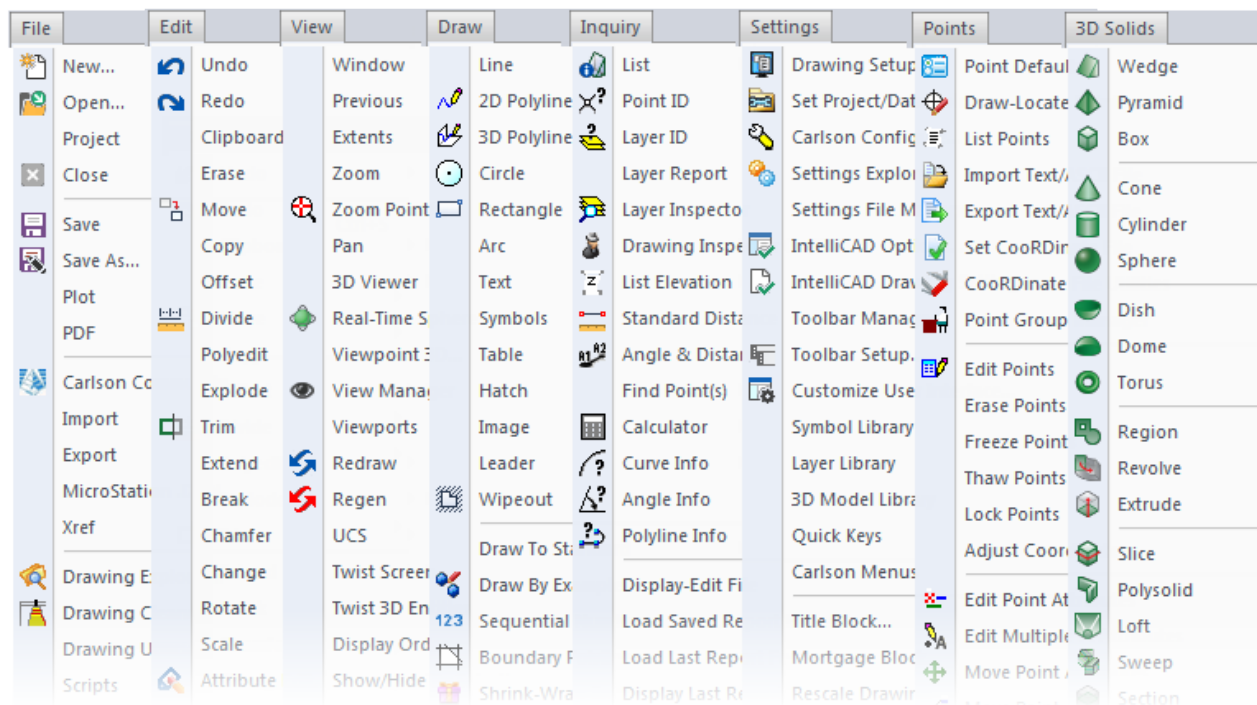 File
New...
Open...
Project
Close
Save
Save As...
Plot
PDF
Carlson Co
Import
Export
MicroStati
Xref
Drawing E
Drawing C
Drawing U
Scripts
Edit
Undo
Redo
Clipboard
Erase
Move
Copy
Offset
Divide
Polyedit
Explode
Trim
Extend
Break
Chamfer
Change
Rotate
Scale
Attribute
View
Window
Previous
Extents
Zoom
Zoom Point
Pan
3D Viewer
Real-Time S
Viewpoint 3
View Mana
Viewports
Redraw
Regen
UCS
Twist Screen
Twist 3D En
Display Ord
Show/Hide
Draw
Line
2D Polyline
3D Polyline
Circle
Rectangle
Arc
Text
Symbols
Table
Hatch
Image
Leader
Wipeout
Draw To Sta
Draw By Ex
123 Sequential
Boundary P
Shrink-Wra
Inquiry
List
Point ID
Layer ID
Layer Report
Layer Inspecto
Drawing Inspe
List Elevation
Standard Dista
Angle & Distan
Find Point(s)
Calculator
Curve Info
Angle Info
Polyline Info
Display-Edit Fi
Load Saved Re
Load Last Repo
Display Last Re
Settings
Drawing Setup
Set Project/Dat
Carlson Config
Settings Explor
Settings File M
IntelliCAD Opt
IntelliCAD Draw
Toolbar Manag
Toolbar Setup.
Customize Use
Symbol Library
Layer Library
3D Model Libra
Quick Keys
Carlson Menus
Title Block...
Mortgage Bloc
Rescale Drawin
Points
Point Defaul
Draw-Locate
List Points
Import Text/A
Export Text/A
Set CooRDin
CooRDinate
Point Group
Edit Points
Erase Points
Freeze Point
Thaw Points
Lock Points
Adjust Coord
Edit Point At
Edit Multiple
Move Point A
3D Solids
Wedge
Pyramid
Box
Cone
Cylinder
Sphere
Dish
Dome
Torus
Region
Revolve
Extrude
Slice
Polysolid
Loft
Sweep
Section